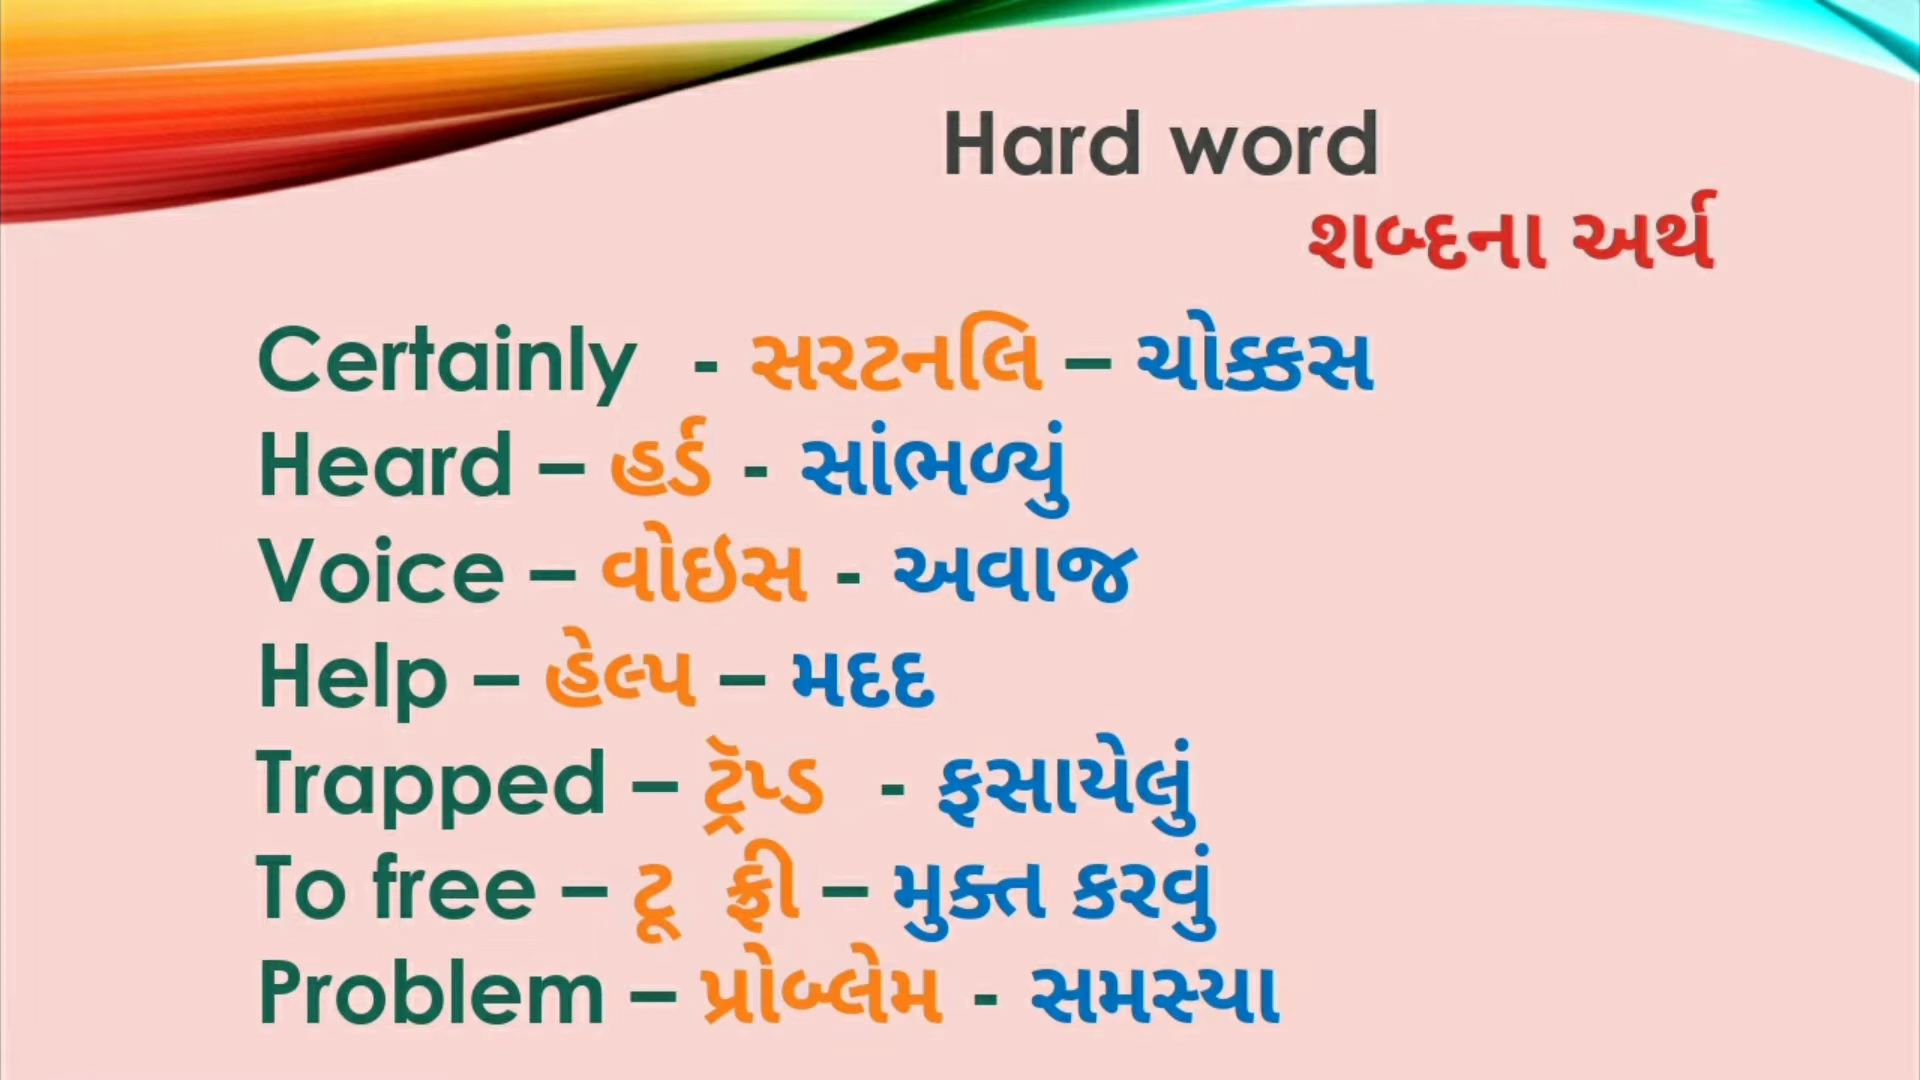 Hard word
શબ્દના અર્થ
Certainly - સરટનલિ – ચોક્કસ
Heard – હર્ડ - સાંભળ્યું
Voice – વોઇસ - અવાજ
Help – હેલ્પ – મદદ
Trapped – ટ્રૅપ્ડ - ફસાયેલું
To free – ટૂ ફ્રી – મુક્ત કરવું
Problem – પ્રોબ્લેમ - સમસ્યા